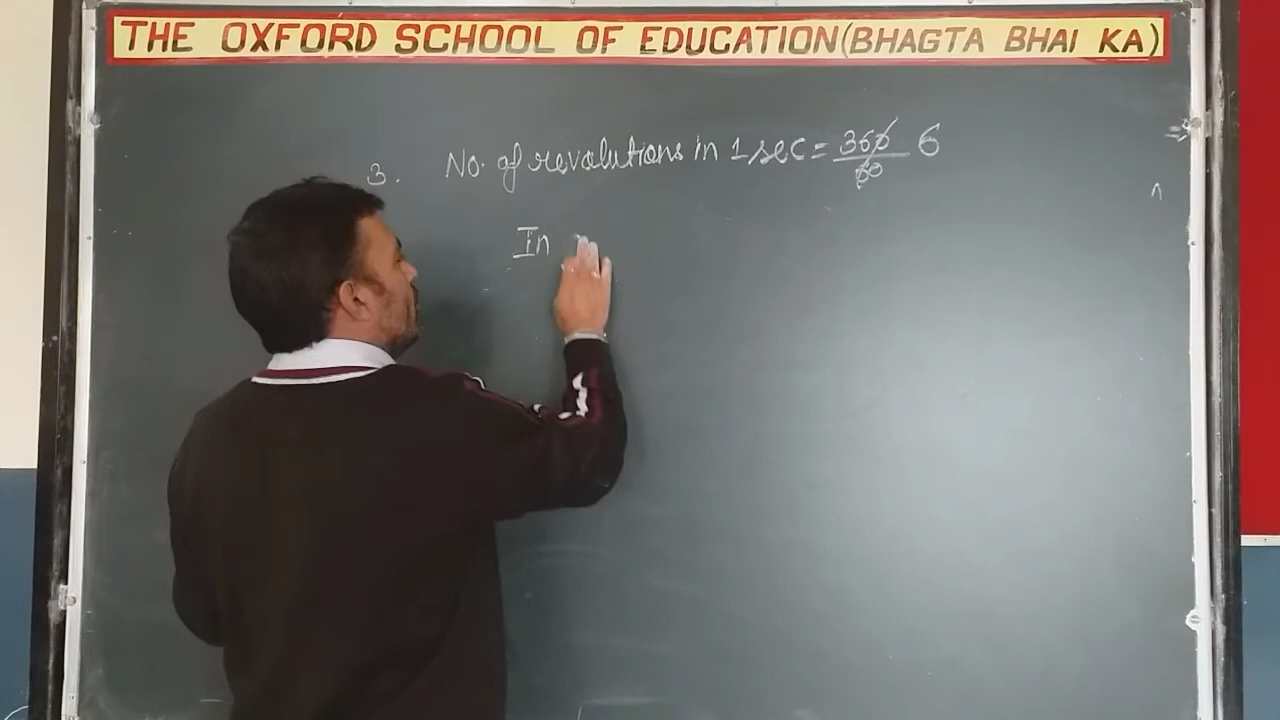 THE OXFORD SCHOOL OF EDUCATION(BHAGTA BHAI KA)
3. No. of revolutions in 1 sec = 360/60 6
In